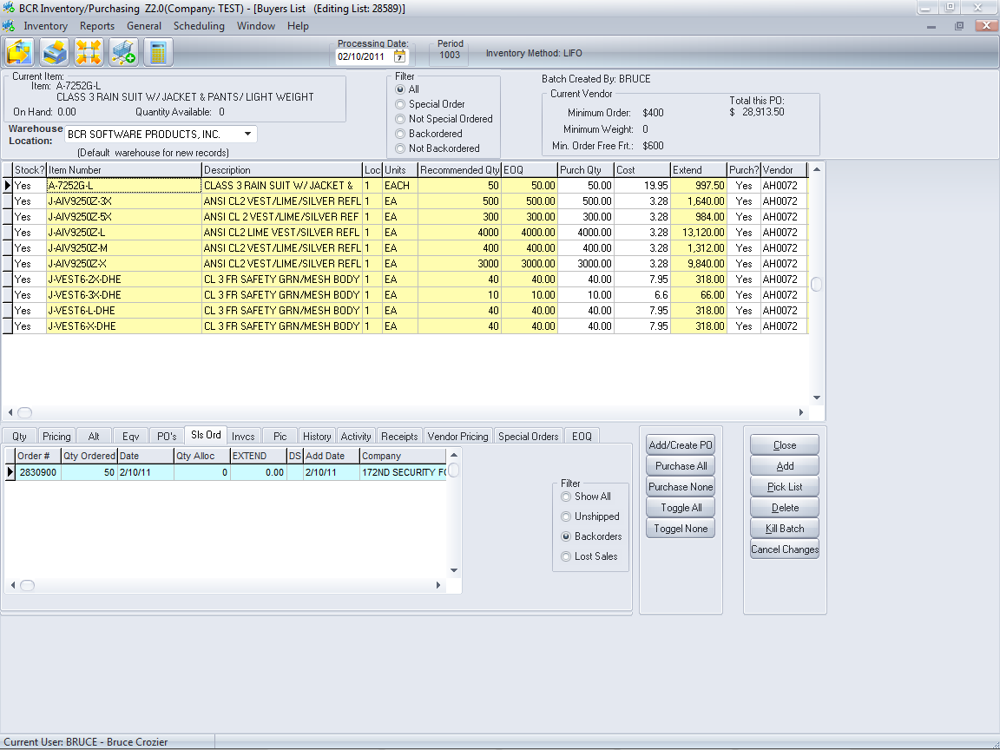 BCR Inventory/Purchasing Z2.0(Company: TEST) - [Buyers List (Editing List: 28589)]
Inventory Reports General Scheduling Window Help
Processing Date: 02/10/2011 7
Period 1003
Inventory Method: LIFO
Current Item:
Item: A-7252G-L
CLASS 3 RAIN SUIT W/ JACKET & PANTS/ LIGHT WEIGHT
On Hand: 0.00 Quantity Available: 0
Warehouse Location: BCR SOFTWARE PRODUCTS, INC.
(Default warehouse for new records)
Filter
All
Special Order
Not Special Ordered
Backordered
Not Backordered
Batch Created By: BRUCE
Current Vendor
Minimum Order: $400
Minimum Weight: 0
Min. Order Free Frt.: $600
Total this PO:
$ 28,913.50
Stock? Item Number Description Loc Units Recommended Qty EOQ Purch Qty Cost Extend Purch? Vendor
Yes A-7252G-L CLASS 3 RAIN SUIT W/ JACKET & 1 EACH 50 50.00 50.00 19.95 997.50 Yes AH0072
Yes J-AIV9250Z-3X ANSI CL2 VEST/LIME/SILVER REFL 1 EA 500 500.00 500.00 3.28 1,640.00 Yes AH0072
Yes J-AIV9250Z-5X ANSI CL 2 VEST/LIME/SILVER REF 1 EA 300 300.00 300.00 3.28 984.00 Yes AH0072
Yes J-AIV9250Z-L ANSI CL2 LIME VEST/SILVER REFL 1 EA 4000 4000.00 4000.00 3.28 13,120.00 Yes AH0072
Yes J-AIV9250Z-M ANSI CL2 VEST/LIME/SILVER REFL 1 EA 400 400.00 400.00 3.28 1,312.00 Yes AH0072
Yes J-AIV9250Z-X ANSI CL2 VEST/LIME/SILVER REFL 1 EA 3000 3000.00 3000.00 3.28 9,840.00 Yes AH0072
Yes J-VEST6-2X-DHE CL 3 FR SAFETY GRN/MESH BODY 1 EA 40 40.00 40.00 7.95 318.00 Yes AH0072
Yes J-VEST6-3X-DHE CL 3 FR SAFETY GRN/MESH BODY 1 EA 10 10.00 10.00 6.6 66.00 Yes AH0072
Yes J-VEST6-L-DHE CL 3 FR SAFETY GRN/MESH BODY 1 EA 40 40.00 40.00 7.95 318.00 Yes AH0072
Yes J-VEST6-X-DHE CL 3 FR SAFETY GRN/MESH BODY 1 EA 40 40.00 40.00 7.95 318.00 Yes AH0072
Qty Pricing Alt Eqv PO's Sls Ord Invcs Pic History Activity Receipts Vendor Pricing Special Orders EOQ
Order # Qty Ordered Date Qty Alloc EXTEND DS Add Date Company
2830900 50 2/10/11 0 0.00 2/10/11 172ND SECURITY FO
Filter
Show All
Unshipped
Backorders
Lost Sales
Add/Create PO
Purchase All
Purchase None
Toggle All
Toggel None
Close
Add
Pick List
Delete
Kill Batch
Cancel Changes
Current User: BRUCE - Bruce Crozier